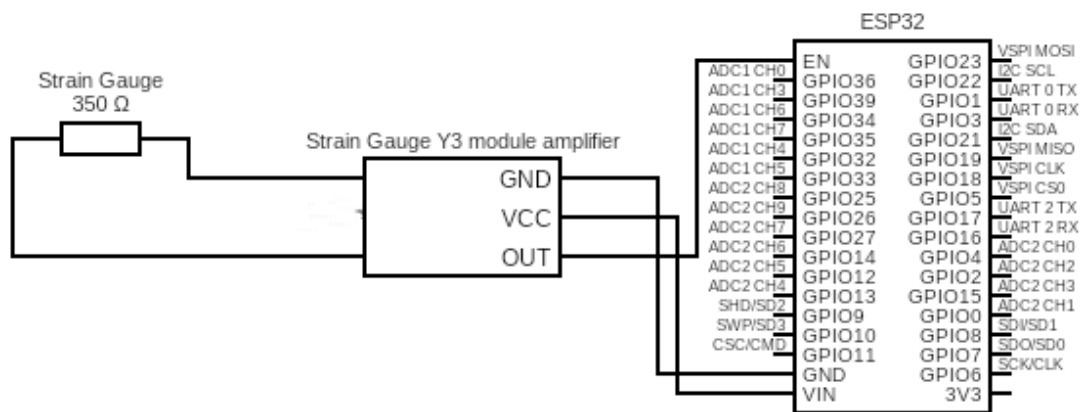 ESP32
Strain Gauge
350 Ω
Strain Gauge Y3 module amplifier
GND
VCC
OUT
EN
ADC1 CH0
GPIO36
ADC1 CH3
GPIO39
ADC1 CH6
GPIO34
ADC1 CH7
GPIO35
ADC1 CH4
GPIO32
ADC1 CH5
GPIO33
ADC2 CH8
GPIO25
ADC2 CH9
GPIO26
ADC2 CH7
GPIO27
ADC2 CH6
GPIO14
ADC2 CH5
GPIO12
ADC2 CH4
GPIO13
SHD/SD2
GPIO9
SWP/SD3
GPIO10
CSC/CMD
GPIO11
GND
VIN
VSPI MOSI
GPIO23
I2C SCL
GPIO22
UART 0 TX
GPIO1
UART 0 RX
GPIO3
I2C SDA
GPIO21
VSPI MISO
GPIO19
VSPI CLK
GPIO18
VSPI CS0
GPIO5
UART 2 TX
GPIO17
UART 2 RX
GPIO16
ADC2 CH0
GPIO4
ADC2 CH2
GPIO2
ADC2 CH3
GPIO15
ADC2 CH1
GPIO0
SDI/SD1
GPIO8
SDO/SD0
GPIO7
SCK/CLK
GPIO6
3V3